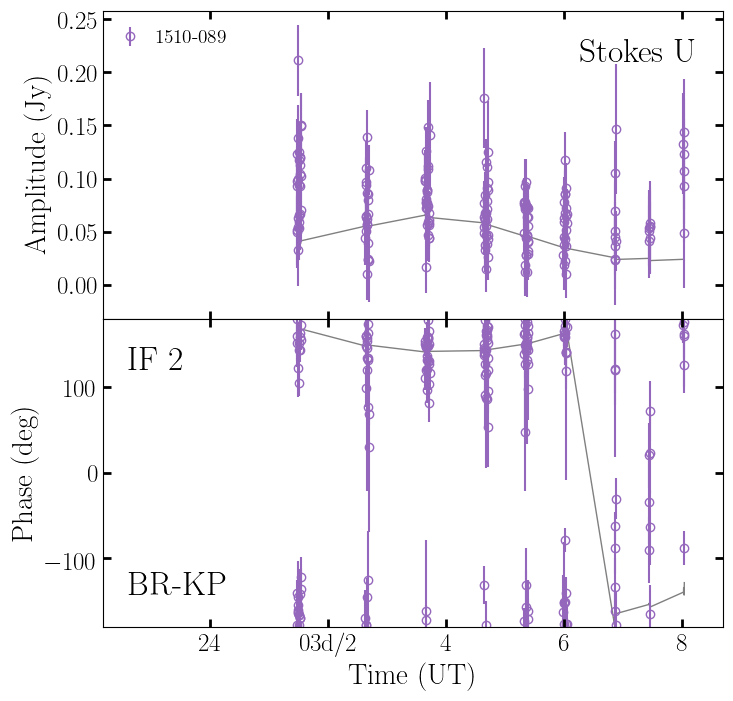 1510-089
Stokes U
0.25
0.20
0.15
0.10
0.05
0.00
Amplitude (Jy)
IF 2
100
0
−100
Phase (deg)
BR-KP
24
03d/2
4
6
8
Time (UT)